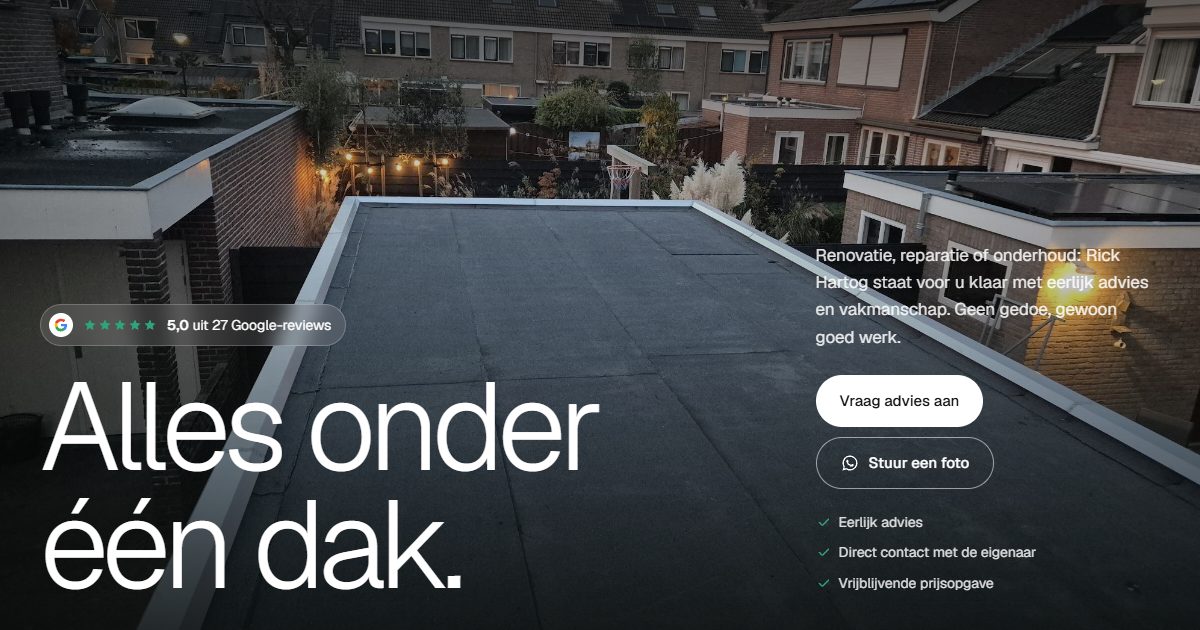 5,0 uit 27 Google-reviews
Alles onder
één dak.
Renovatie, reparatie of onderhoud: Rick
Hartog staat voor u klaar met eerlijk advies
en vakmanschap. Geen gedoe, gewoon
goed werk.
Vraag advies aan
Stuur een foto
Eerlijk advies
Direct contact met de eigenaar
Vrijblijvende prijsopgave